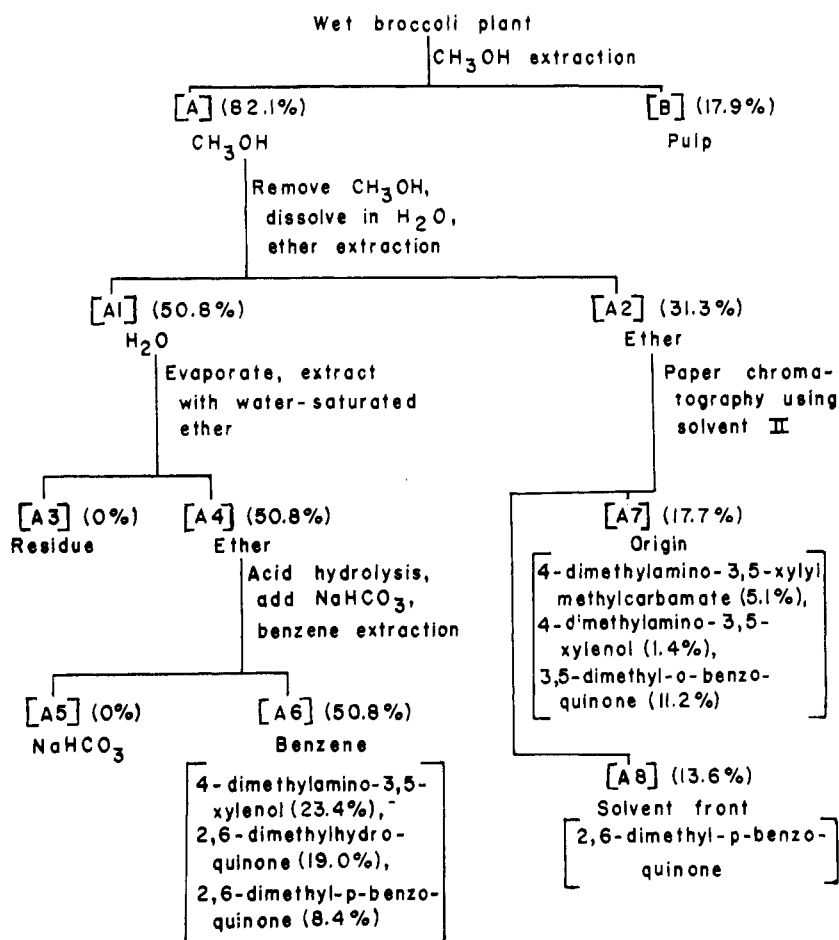 Wet broccoli plant
CH3OH extraction
[A] (82.1%)
CH3OH
[B] (17.9%)
Pulp
Remove CH3OH,
dissolve in H2O,
ether extraction
[A1] (50.8%)
H2O
[A2] (31.3%)
Ether
Evaporate, extract
with water-saturated
ether
Paper chroma-
tography using
solvent II
[A3] (0%)
Residue
[A4] (50.8%)
Ether
[A7] (17.7%)
Origin
4-dimethylamino-3,5-xylyl
methylcarbamate (5.1%),
4-dimethylamino-3,5-
xylenol (1.4%),
3,5-dimethyl-o-benzo-
quinone (11.2%)
Acid hydrolysis,
add NaHCO3,
benzene extraction
[A5] (0%)
NaHCO3
[A6] (50.8%)
Benzene
4-dimethylamino-3,5-
xylenol (23.4%),
2,6-dimethylhydro-
quinone (19.0%),
2,6-dimethyl-p-benzo-
quinone (8.4%)
[A8] (13.6%)
Solvent front
2,6-dimethyl-p-benzo-
quinone